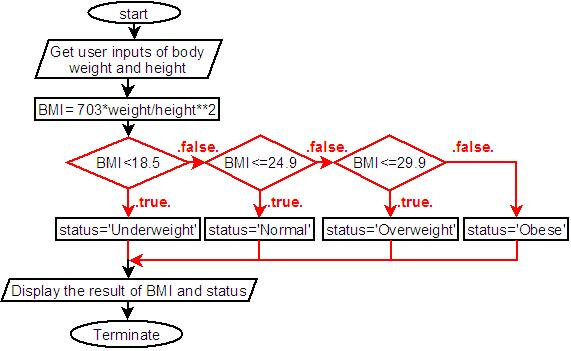 start
Get user inputs of body
weight and height
BMI= 703*weight/height**2
BMI<18.5
.false.
BMI<=24.9
.false.
BMI<=29.9
.false.
.true.
.true.
.true.
status='Underweight'
status='Normal'
status='Overweight'
status='Obese'
Display the result of BMI and status
Terminate